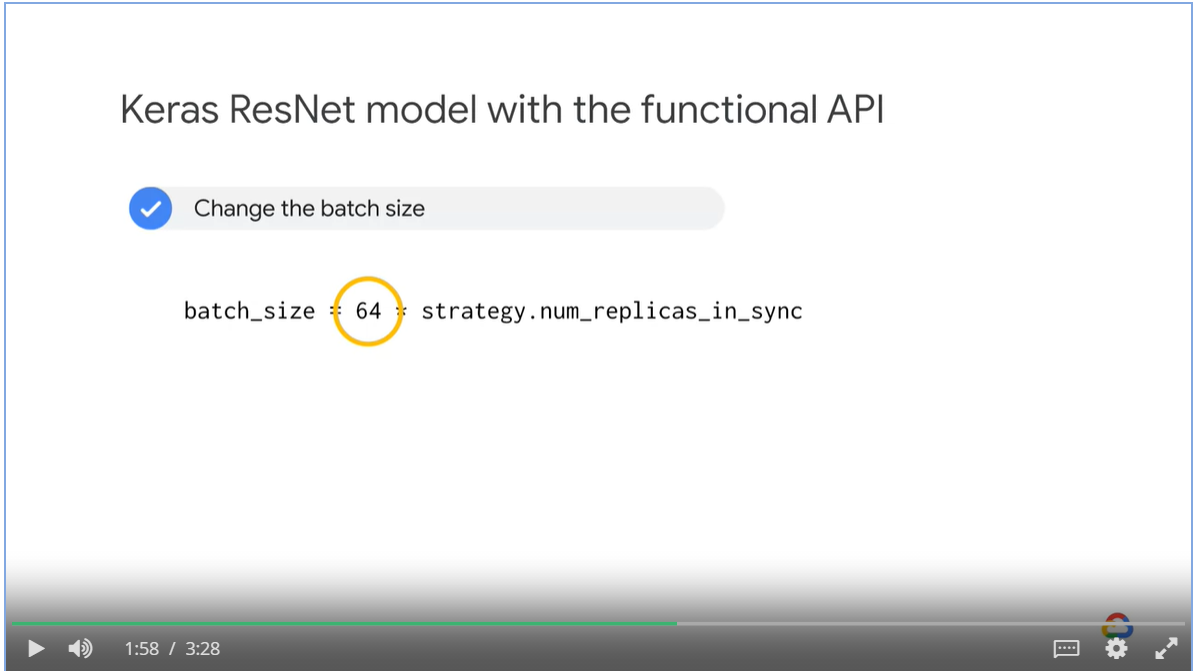 Keras ResNet model with the functional API
Change the batch size
batch_size = 64 * strategy.num_replicas_in_sync
1:58 / 3:28